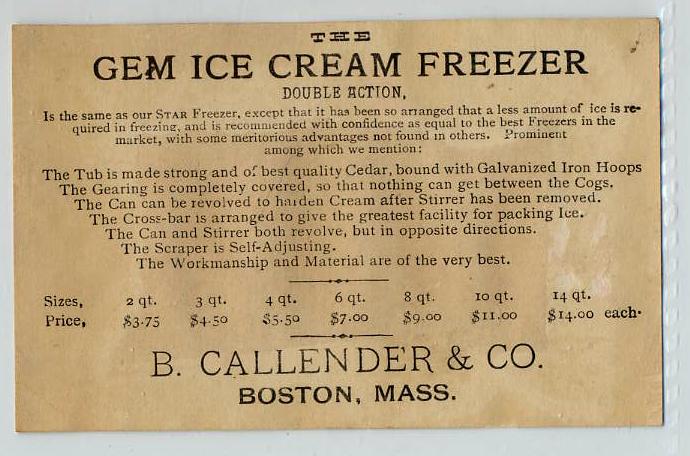 THE
GEM ICE CREAM FREEZER
DOUBLE ACTION,
Is the same as our STAR Freezer, except that it has been so arranged that a less amount of ice is re-
quired in freezing, and is recommended with confidence as equal to the best Freezers in the
market, with some meritorious advantages not found in others. Prominent
among which we mention:
The Tub is made strong and of best quality Cedar, bound with Galvanized Iron Hoops
The Gearing is completely covered, so that nothing can get between the Cogs.
The Can can be revolved to harden Cream after Stirrer has been removed.
The Cross-bar is arranged to give the greatest facility for packing Ice.
The Can and Stirrer both revolve, but in opposite directions.
The Scraper is Self-Adjusting.
The Workmanship and Material are of the very best.
Sizes, 2 qt. 3 qt. 4 qt. 6 qt. 8 qt. 10 qt. 14 qt.
Price, $3.75 $4.50 $5.50 $7.00 $9.00 $11.00 $14.00 each.
B. CALLENDER & CO.
BOSTON, MASS.